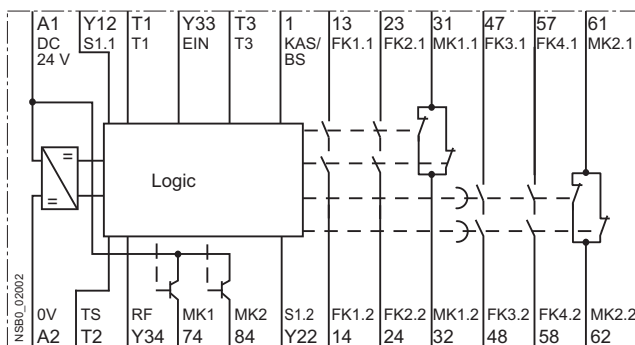 A1 Y12 T1 Y33 T3 1 13 23 31 47 57 61
DC S1.1 T1 EIN T3 KAS/ FK1.1 FK2.1 MK1.1 FK3.1 FK4.1 MK2.1
24 V BS
= 
=
Logic
NSB0_02002
0V TS RF MK1 MK2 S1.2 FK1.2 FK2.2 MK1.2 FK3.2 FK4.2 MK2.2
A2 T2 Y34 74 84 Y22 14 24 32 48 58 62